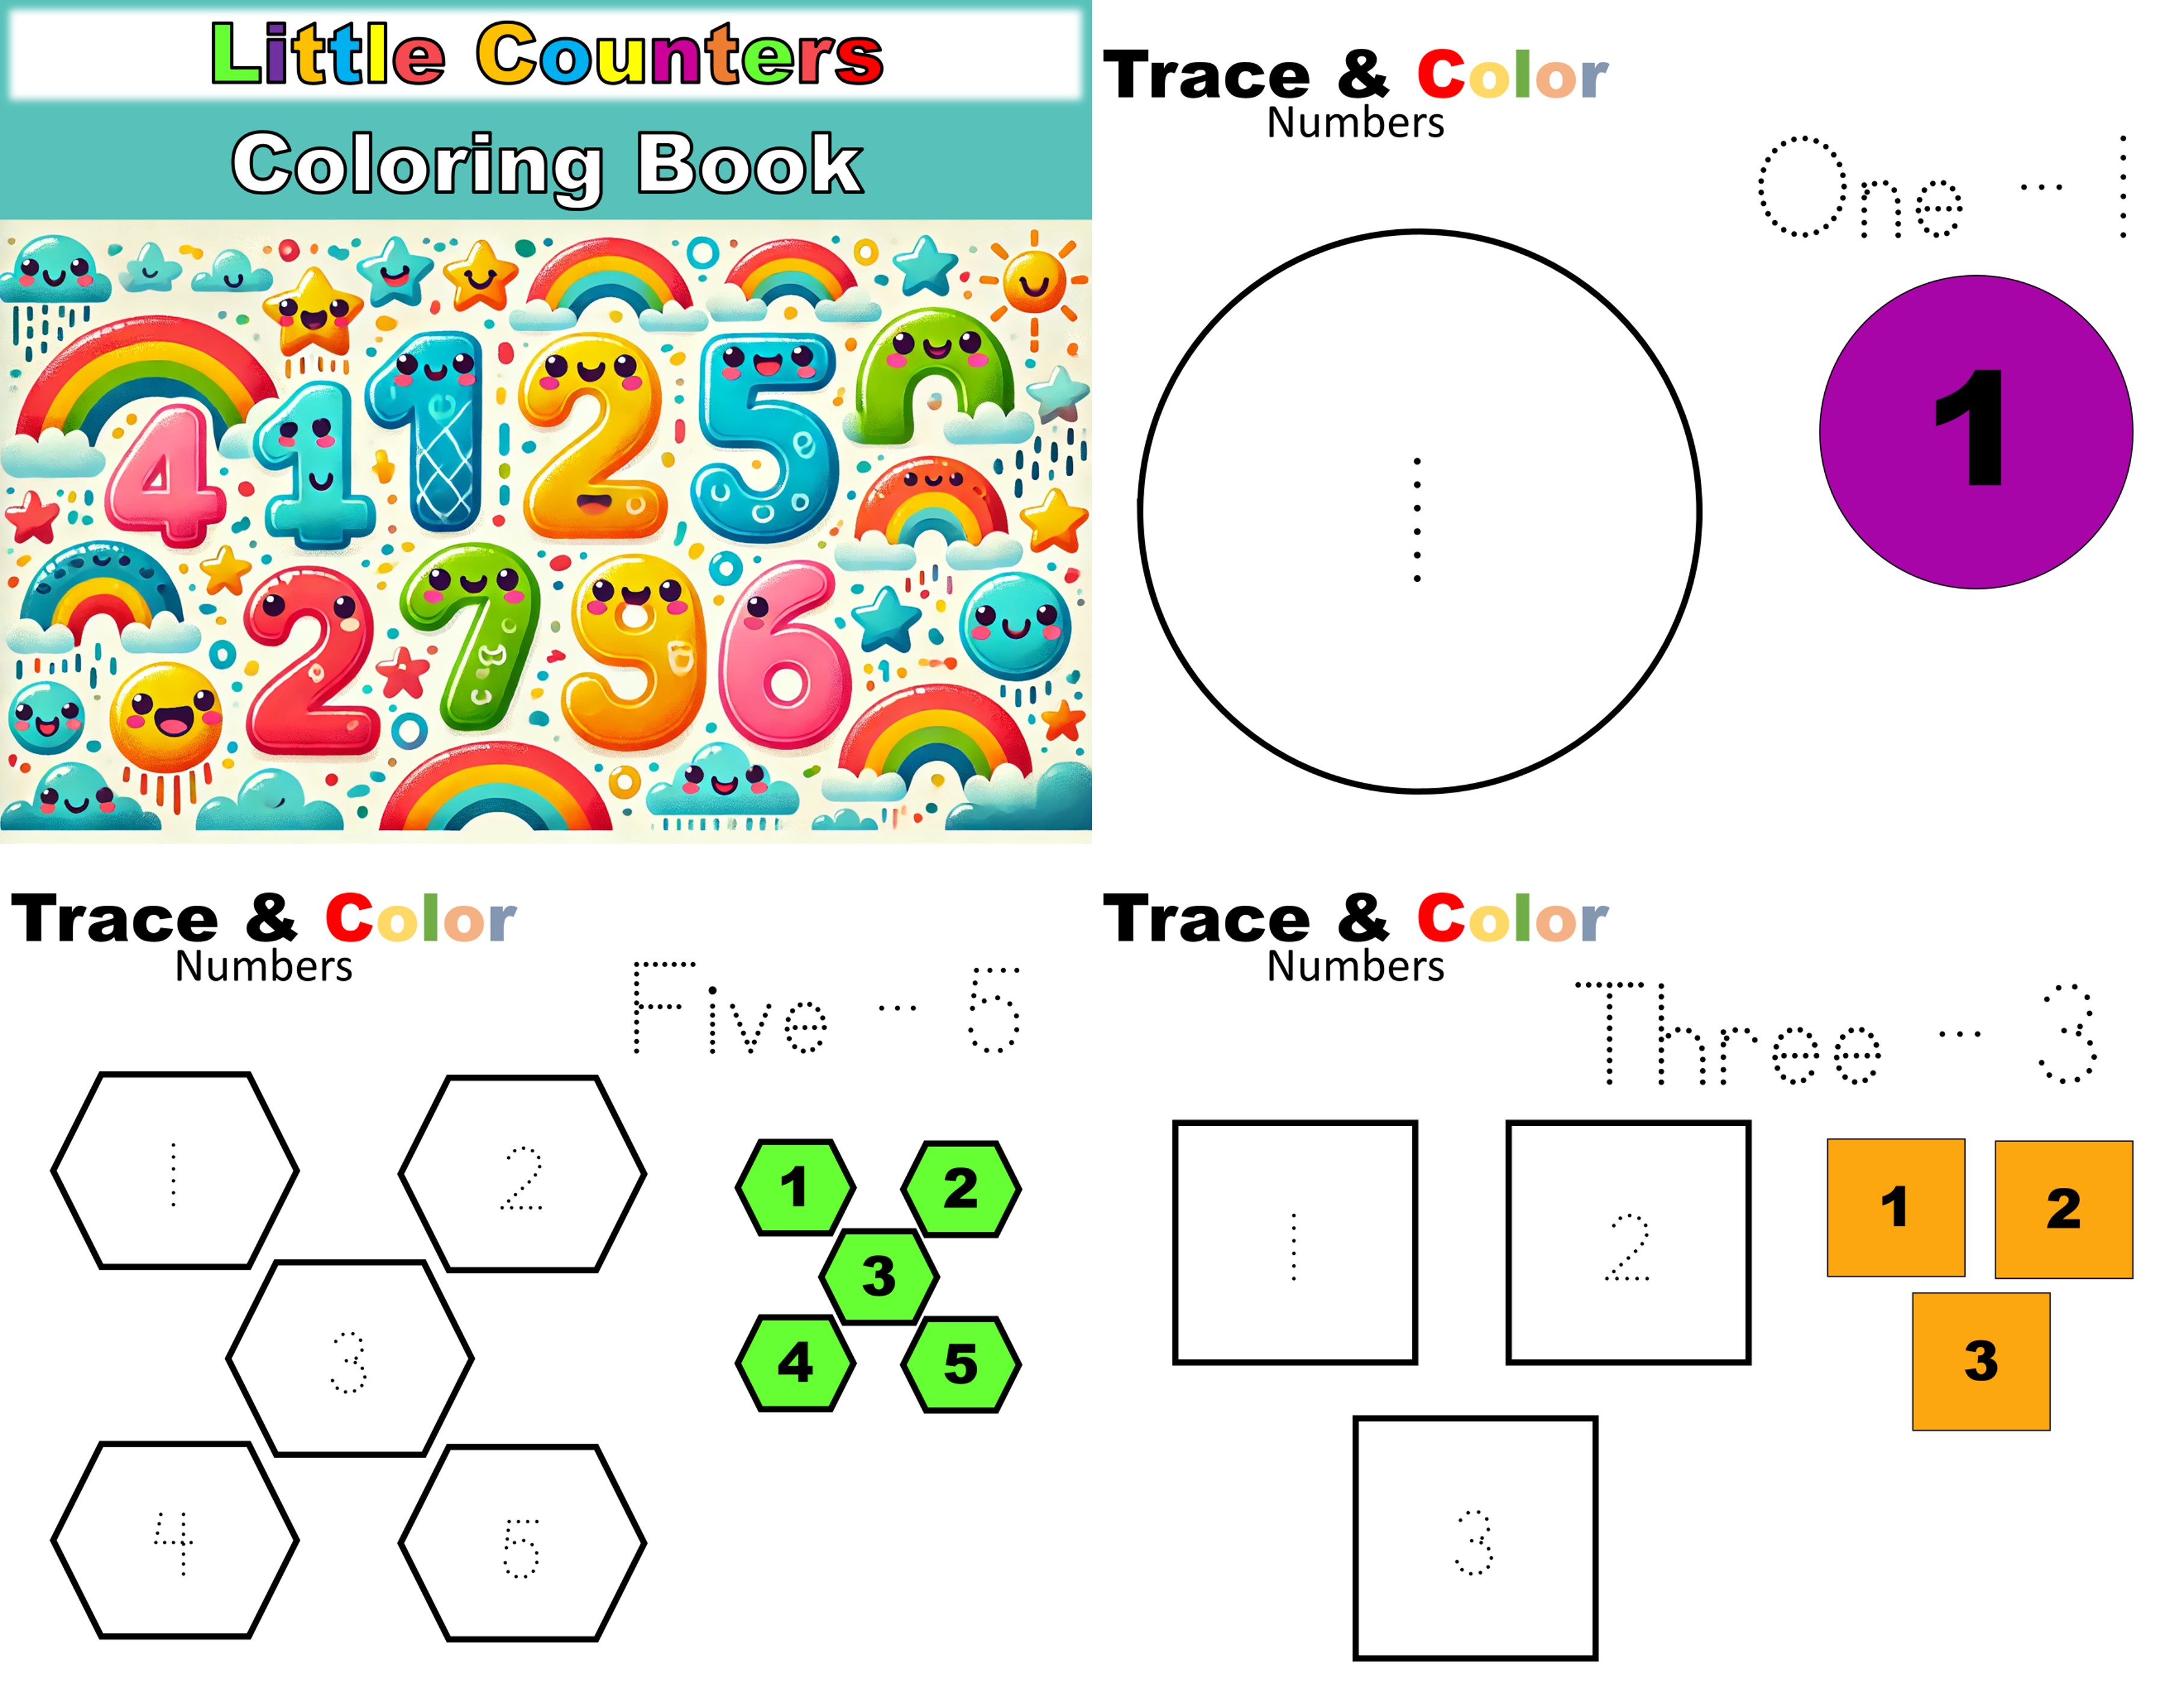 Little Counters
Coloring Book
4 1 1 2 5
2 7 9 6
Trace & Color
Numbers
One - 1
1
1
Trace & Color
Numbers
Five - 5
1 2
3
4 5
1 2
3
4 5
Trace & Color
Numbers
Three - 3
1 2
3
1 2
3